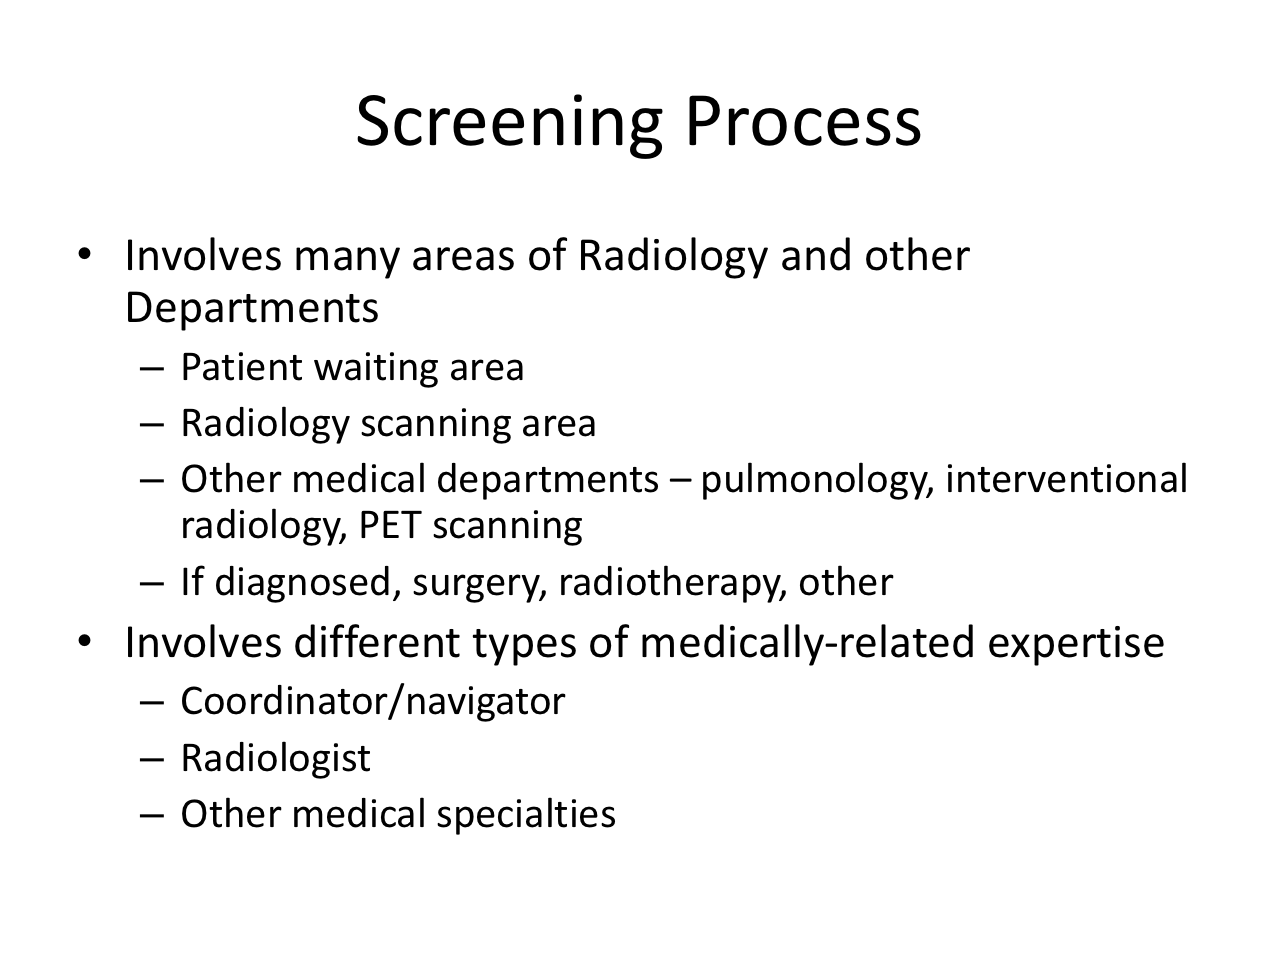 Screening Process
• Involves many areas of Radiology and other
Departments
– Patient waiting area
– Radiology scanning area
– Other medical departments – pulmonology, interventional
radiology, PET scanning
– If diagnosed, surgery, radiotherapy, other
• Involves different types of medically-related expertise
– Coordinator/navigator
– Radiologist
– Other medical specialties